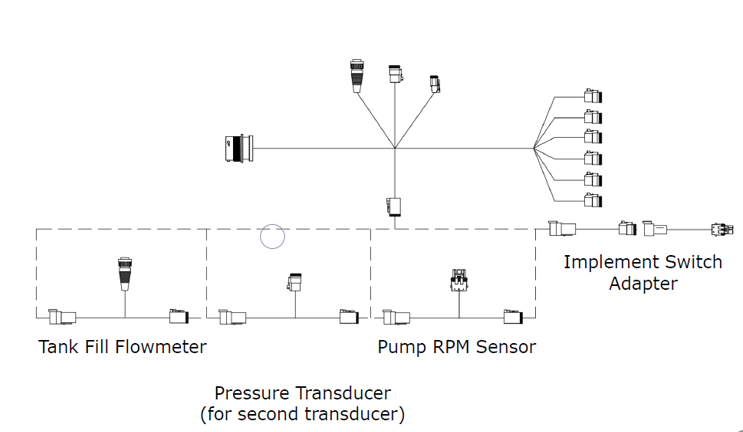 Implement Switch
Adapter
Tank Fill Flowmeter
Pump RPM Sensor
Pressure Transducer
(for second transducer)